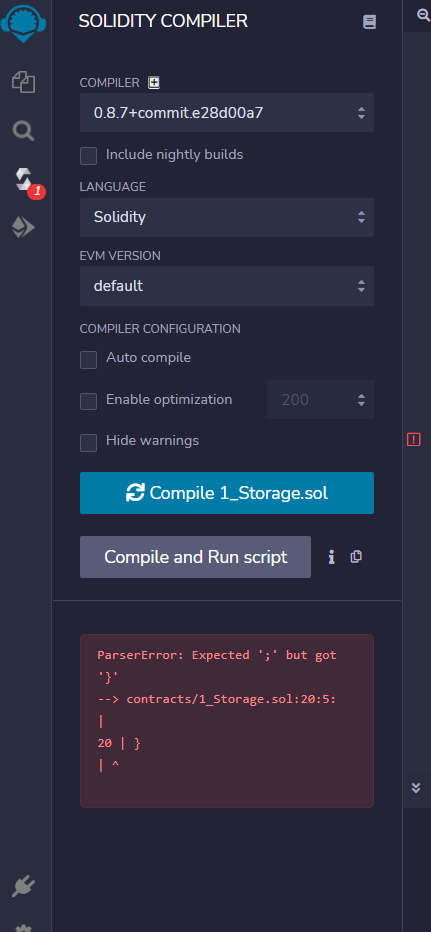 SOLIDITY COMPILER
COMPILER
0.8.7+commit.e28d00a7
Include nightly builds
LANGUAGE
Solidity
EVM VERSION
default
COMPILER CONFIGURATION
Auto compile
Enable optimization 200
Hide warnings
Compile 1_Storage.sol
Compile and Run script
1
ParserError: Expected ';' but got
'}'
--> contracts/1_Storage.sol:20:5:
|
20 | }
| ^